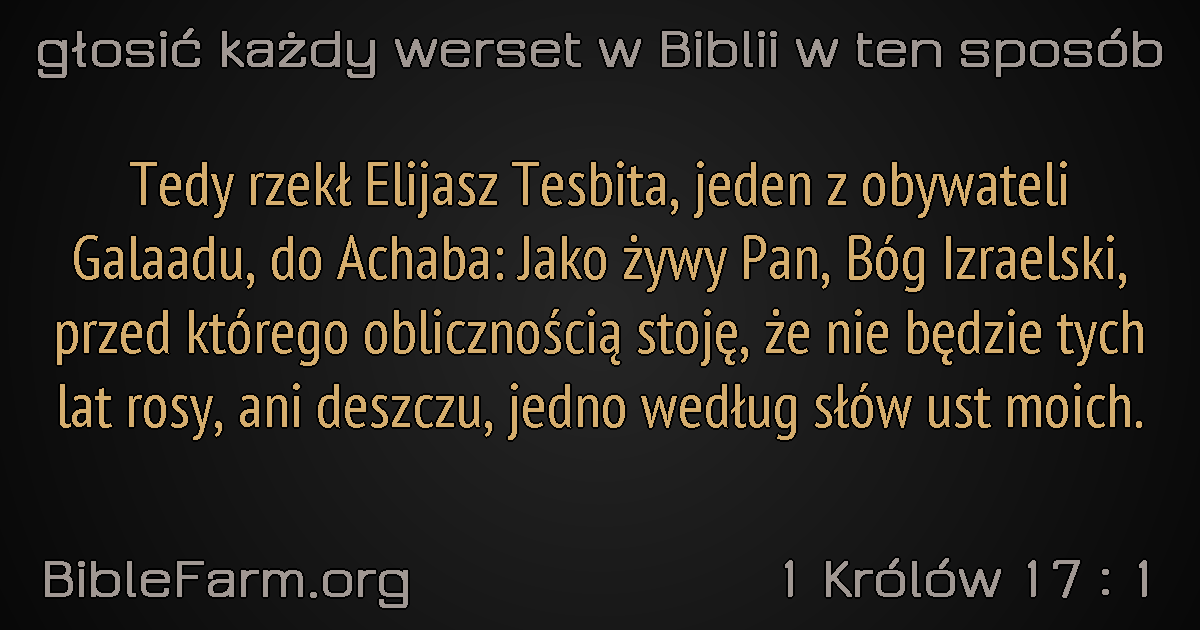 głosić każdy werset w Biblii w ten sposób
Tedy rzekł Elijasz Tesbita, jeden z obywateli
Galaadu, do Achaba: Jako żywy Pan, Bóg Izraelski,
przed którego oblicznością stoję, że nie będzie tych
lat rosy, ani deszczu, jedno według słów ust moich.
BibleFarm.org
1 Królów 17 : 1